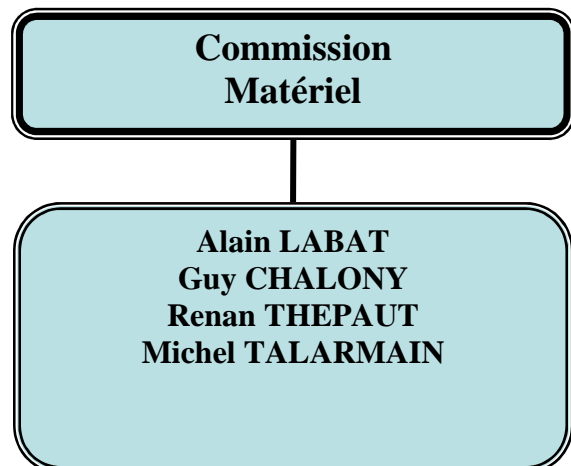 Commission
Matériel
Alain LABAT
Guy CHALONY
Renan THEPAUT
Michel TALARMAIN